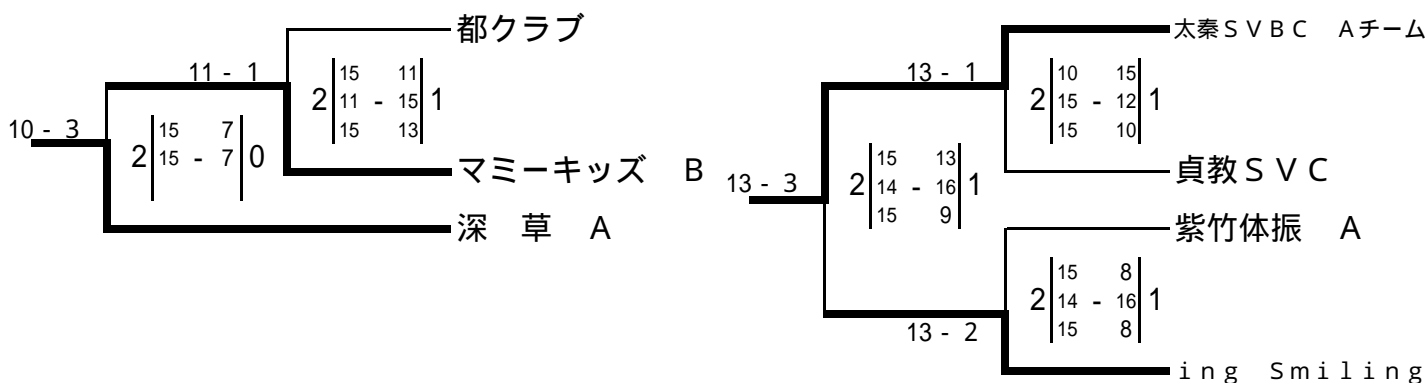 都クラブ
11 - 1
2 15 11 1
11 - 15
15 13
10 - 3
2 15 7 0
15 - 7
マミーキッズ B
深 草 A
太秦SVBC Aチーム
13 - 1
2 10 15 1
15 - 12
15 10
貞教SVC
13 - 3
2 15 13 1
14 - 16
15 9
紫竹体振 A
2 15 8 1
14 - 16
15 8
13 - 2
ing Smiling